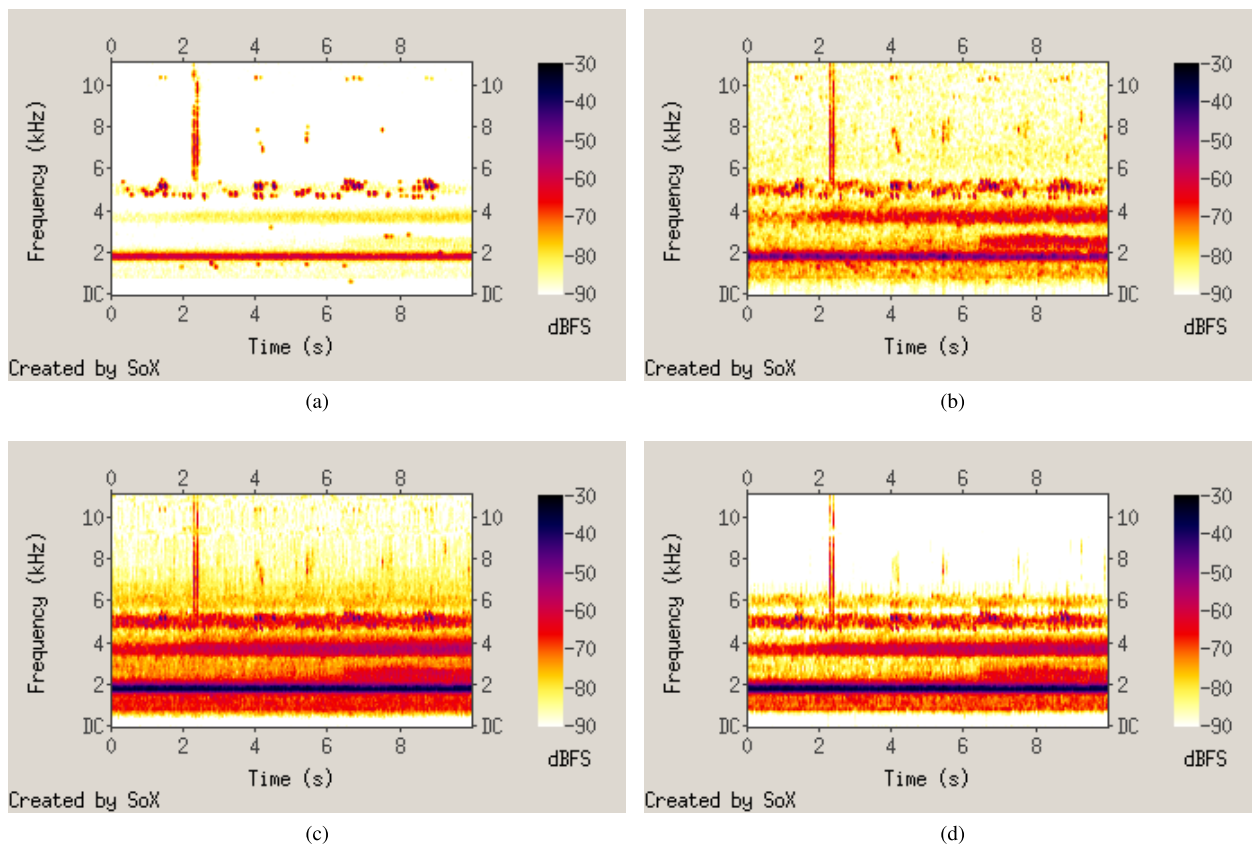 0 2 4 6 8
10 8 6 4 2 DC
Frequency (kHz)
10 8 6 4 2 DC
0 2 4 6 8
Time (s)
-30 -40 -50 -60 -70 -80 -90
dBFS
Created by SoX
(a)
0 2 4 6 8
10 8 6 4 2 DC
Frequency (kHz)
10 8 6 4 2 DC
0 2 4 6 8
Time (s)
-30 -40 -50 -60 -70 -80 -90
dBFS
Created by SoX
(b)
0 2 4 6 8
10 8 6 4 2 DC
Frequency (kHz)
10 8 6 4 2 DC
0 2 4 6 8
Time (s)
-30 -40 -50 -60 -70 -80 -90
dBFS
Created by SoX
(c)
0 2 4 6 8
10 8 6 4 2 DC
Frequency (kHz)
10 8 6 4 2 DC
0 2 4 6 8
Time (s)
-30 -40 -50 -60 -70 -80 -90
dBFS
Created by SoX
(d)